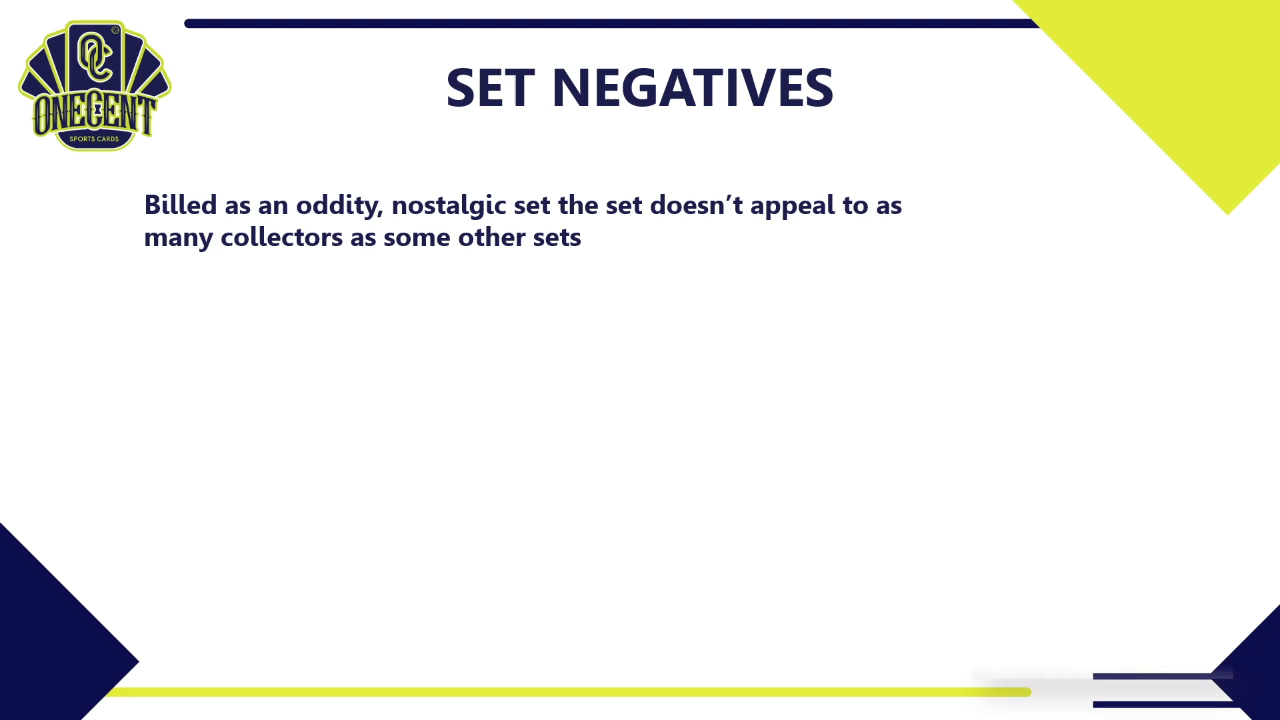 OC
ONECENT
SPORTS CARDS
SET NEGATIVES
Billed as an oddity, nostalgic set the set doesn’t appeal to as
many collectors as some other sets